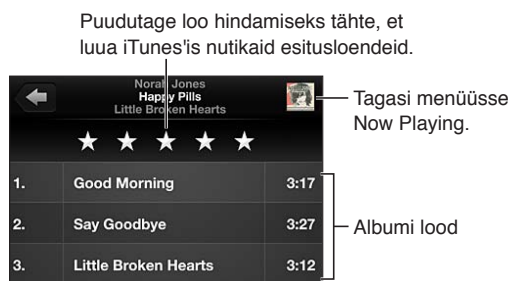 Puudutage loo hindamiseks tähte, et
luua iTunes'is nutikaid esitusloendeid.
Norah Jones
Happy Pills
Little Broken Hearts
Tagasi menüüsse
Now Playing.
1. Good Morning 3:17
2. Say Goodbye 3:27
Albumi lood
3. Little Broken Hearts 3:12